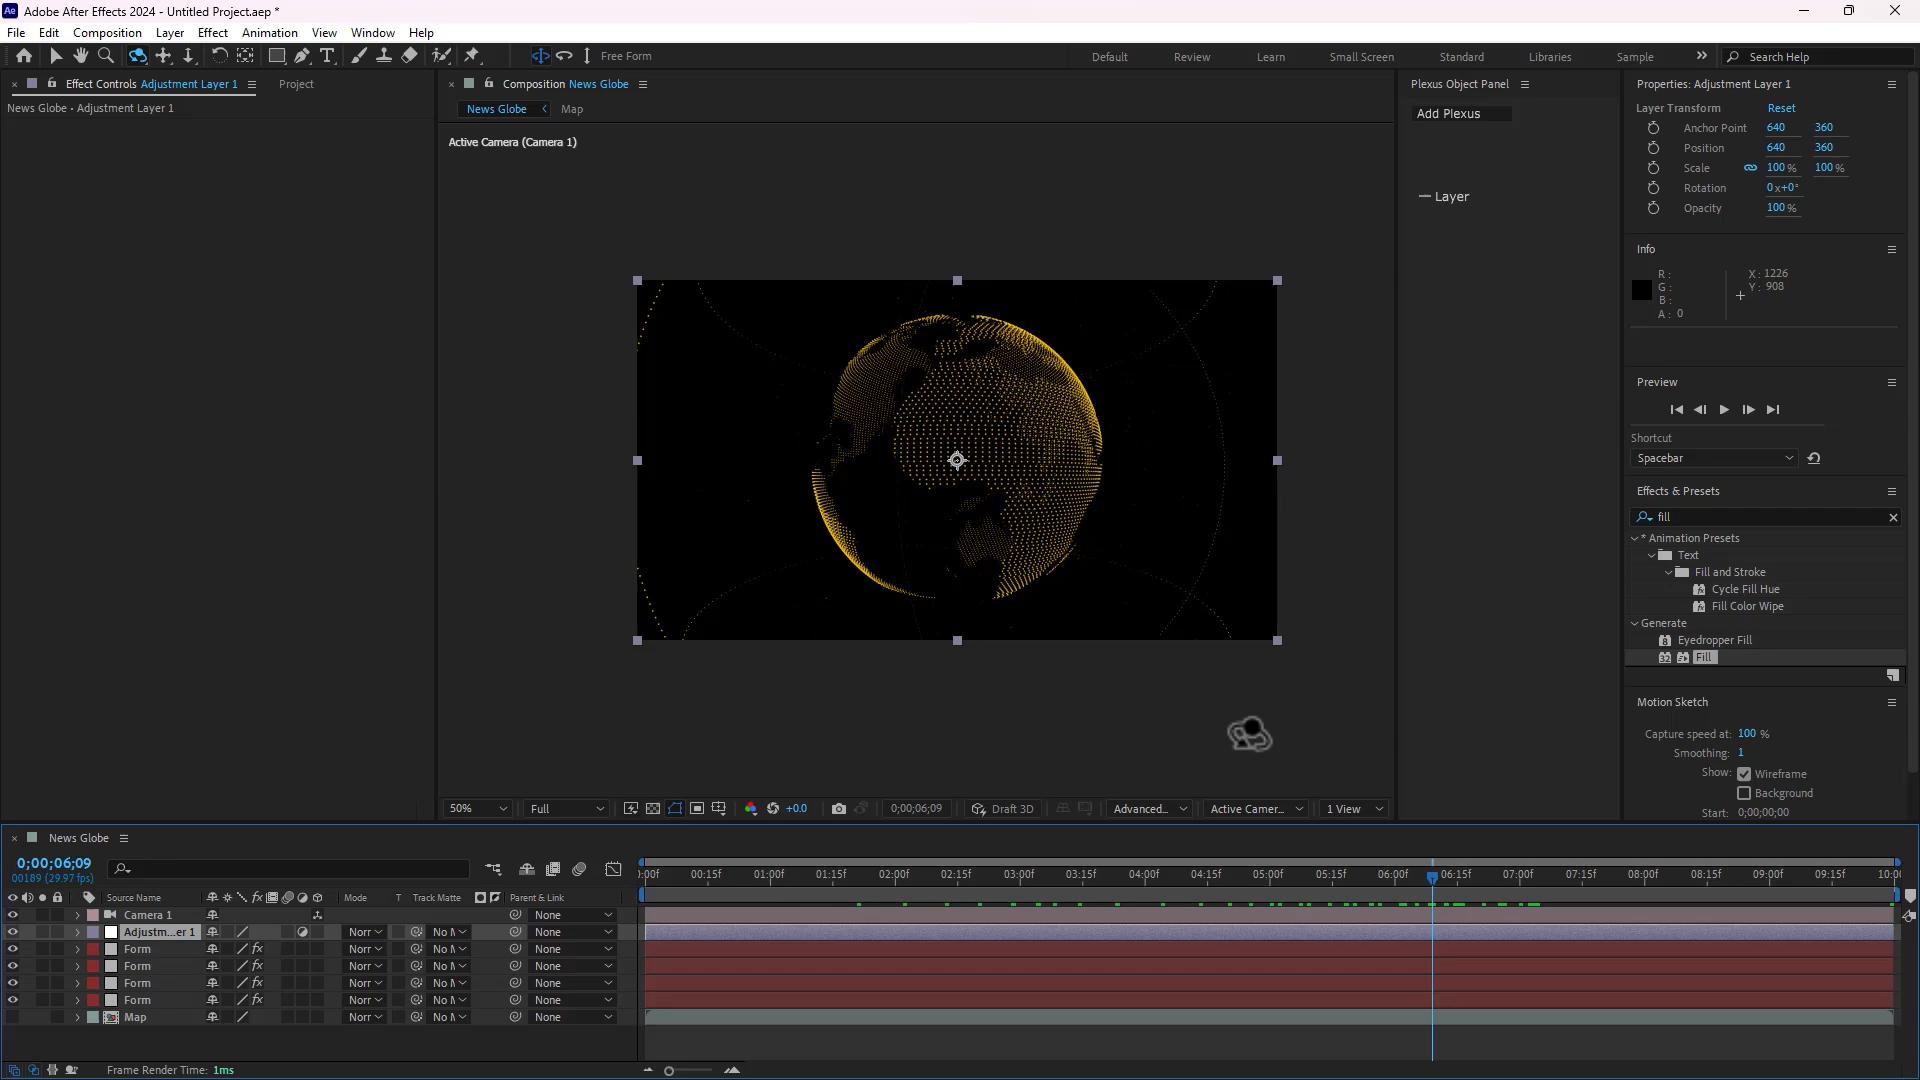 Adobe After Effects 2024 - Untitled Project.aep *
File Edit Composition Layer Effect Animation View Window Help
Free Form
Default Review Learn Small Screen Standard Libraries Sample
Search Help
Effect Controls Adjustment Layer 1
Project
News Globe • Adjustment Layer 1
Composition News Globe
News Globe
Map
Active Camera (Camera 1)
Plexus Object Panel
Add Plexus
Layer
Properties: Adjustment Layer 1
Layer Transform Reset
Anchor Point 640 360
Position 640 360
Scale 100 % 100 %
Rotation 0x+0°
Opacity 100 %
Info
R :
G :
B :
A : 0
X : 1226
Y : 908
Preview
Shortcut
Spacebar
Effects & Presets
fill
* Animation Presets
Text
Fill and Stroke
Cycle Fill Hue
Fill Color Wipe
Generate
Eyedropper Fill
Fill
Motion Sketch
Capture speed at: 100 %
Smoothing: 1
Show: Wireframe
Background
Start: 0;00;00;00
50% Full +0.0 0;00;06;09 Draft 3D Advanced... Active Camer... 1 View
News Globe
0;00;06;09
00189 (29.97 fps)
:00f 00:15f 01:00f 01:15f 02:00f 02:15f 03:00f 03:15f 04:00f 04:15f 05:00f 05:15f 06:00f 06:15f 07:00f 07:15f 08:00f 08:15f 09:00f 09:15f 10:00
Source Name Mode T Track Matte Parent & Link
Camera 1 None
Adjustm...er 1 Norr No M None
Form Norr No M None
Form Norr No M None
Form Norr No M None
Form Norr No M None
Map Norr No M None
Frame Render Time: 1ms